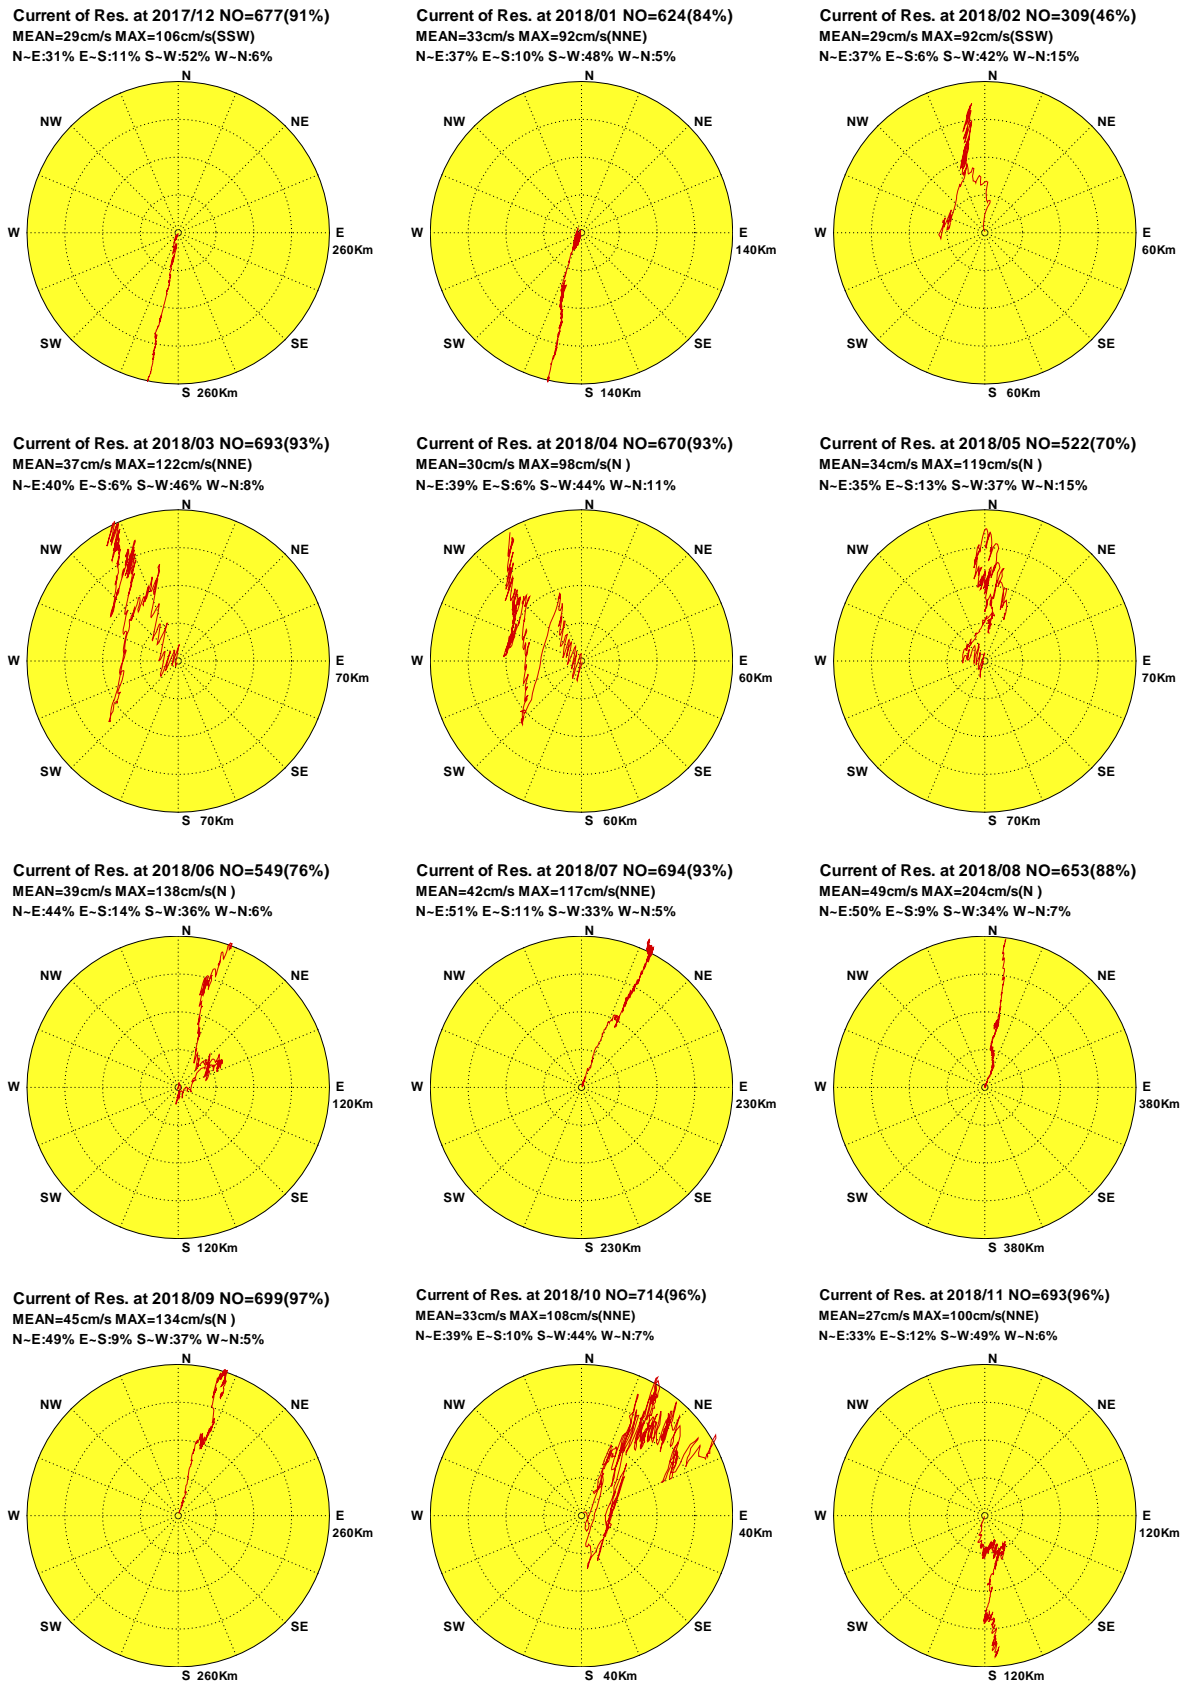 Current of Res. at 2017/12 NO=677(91%)
MEAN=29cm/s MAX=106cm/s(SSW)
N~E:31% E~S:11% S~W:52% W~N:6%
N
NW
NE
W
E
260Km
SW
SE
S 260Km
Current of Res. at 2018/01 NO=624(84%)
MEAN=33cm/s MAX=92cm/s(NNE)
N~E:37% E~S:10% S~W:48% W~N:5%
N
NW
NE
W
E
140Km
SW
SE
S 140Km
Current of Res. at 2018/02 NO=309(46%)
MEAN=29cm/s MAX=92cm/s(SSW)
N~E:37% E~S:6% S~W:42% W~N:15%
N
NW
NE
W
E
60Km
SW
SE
S 60Km
Current of Res. at 2018/03 NO=693(93%)
MEAN=37cm/s MAX=122cm/s(NNE)
N~E:40% E~S:6% S~W:46% W~N:8%
N
NW
NE
W
E
70Km
SW
SE
S 70Km
Current of Res. at 2018/04 NO=670(93%)
MEAN=30cm/s MAX=98cm/s(N )
N~E:39% E~S:6% S~W:44% W~N:11%
N
NW
NE
W
E
60Km
SW
SE
S 60Km
Current of Res. at 2018/05 NO=522(70%)
MEAN=34cm/s MAX=119cm/s(N )
N~E:35% E~S:13% S~W:37% W~N:15%
N
NW
NE
W
E
70Km
SW
SE
S 70Km
Current of Res. at 2018/06 NO=549(76%)
MEAN=39cm/s MAX=138cm/s(N )
N~E:44% E~S:14% S~W:36% W~N:6%
N
NW
NE
W
E
120Km
SW
SE
S 120Km
Current of Res. at 2018/07 NO=694(93%)
MEAN=42cm/s MAX=117cm/s(NNE)
N~E:51% E~S:11% S~W:33% W~N:5%
N
NW
NE
W
E
230Km
SW
SE
S 230Km
Current of Res. at 2018/08 NO=653(88%)
MEAN=49cm/s MAX=204cm/s(N )
N~E:50% E~S:9% S~W:34% W~N:7%
N
NW
NE
W
E
380Km
SW
SE
S 380Km
Current of Res. at 2018/09 NO=699(97%)
MEAN=45cm/s MAX=134cm/s(N )
N~E:49% E~S:9% S~W:37% W~N:5%
N
NW
NE
W
E
260Km
SW
SE
S 260Km
Current of Res. at 2018/10 NO=714(96%)
MEAN=33cm/s MAX=108cm/s(NNE)
N~E:39% E~S:10% S~W:44% W~N:7%
N
NW
NE
W
E
40Km
SW
SE
S 40Km
Current of Res. at 2018/11 NO=693(96%)
MEAN=27cm/s MAX=100cm/s(NNE)
N~E:33% E~S:12% S~W:49% W~N:6%
N
NW
NE
W
E
120Km
SW
SE
S 120Km